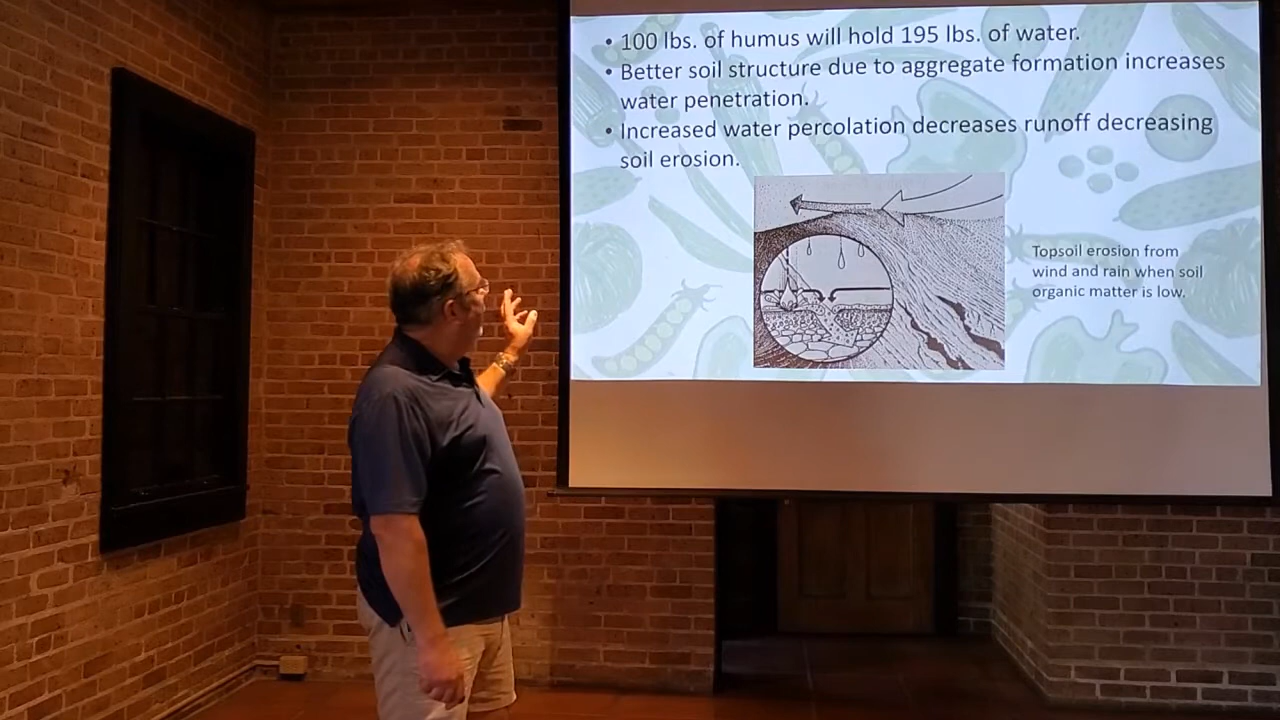 • 100 lbs. of humus will hold 195 lbs. of water.
• Better soil structure due to aggregate formation increases
water penetration.
• Increased water percolation decreases runoff decreasing
soil erosion.
Topsoil erosion from
wind and rain when soil
organic matter is low.